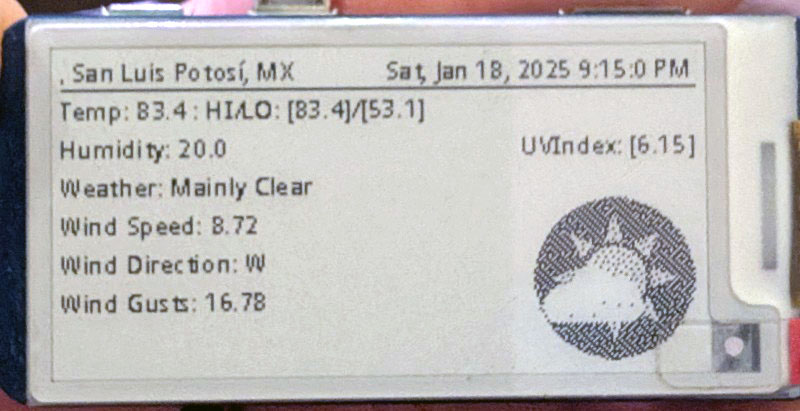 , San Luis Potosí, MX Sat, Jan 18, 2025 9:15:0 PM
Temp: 83.4 : HI/LO: [83.4]/[53.1]
Humidity: 20.0 UVIndex: [6.15]
Weather: Mainly Clear
Wind Speed: 8.72
Wind Direction: W
Wind Gusts: 16.78